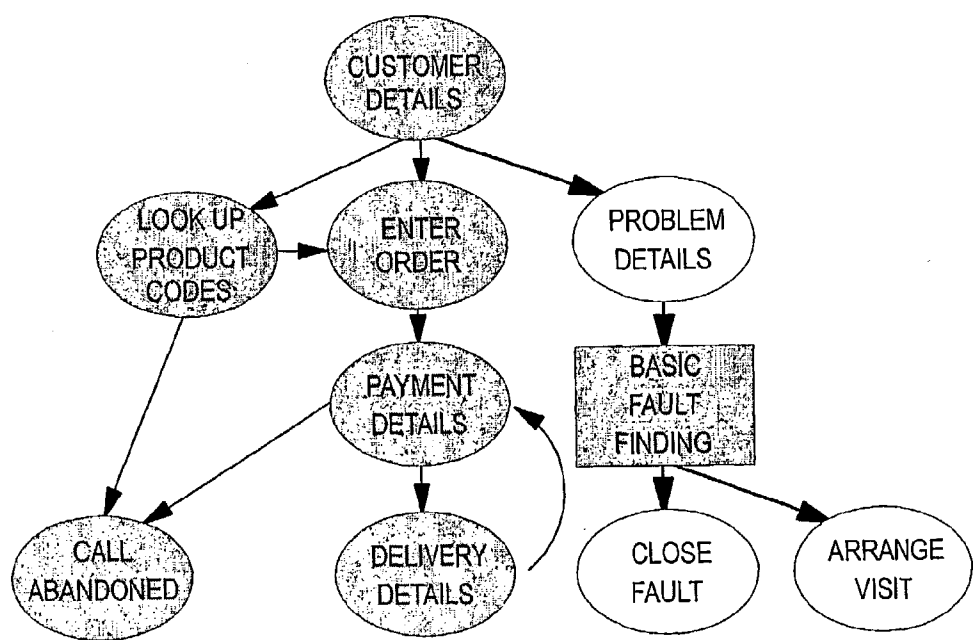 CUSTOMER
DETAILS
LOOK UP
PRODUCT
CODES
ENTER
ORDER
PROBLEM
DETAILS
PAYMENT
DETAILS
BASIC
FAULT
FINDING
CALL
ABANDONED
DELIVERY
DETAILS
CLOSE
FAULT
ARRANGE
VISIT